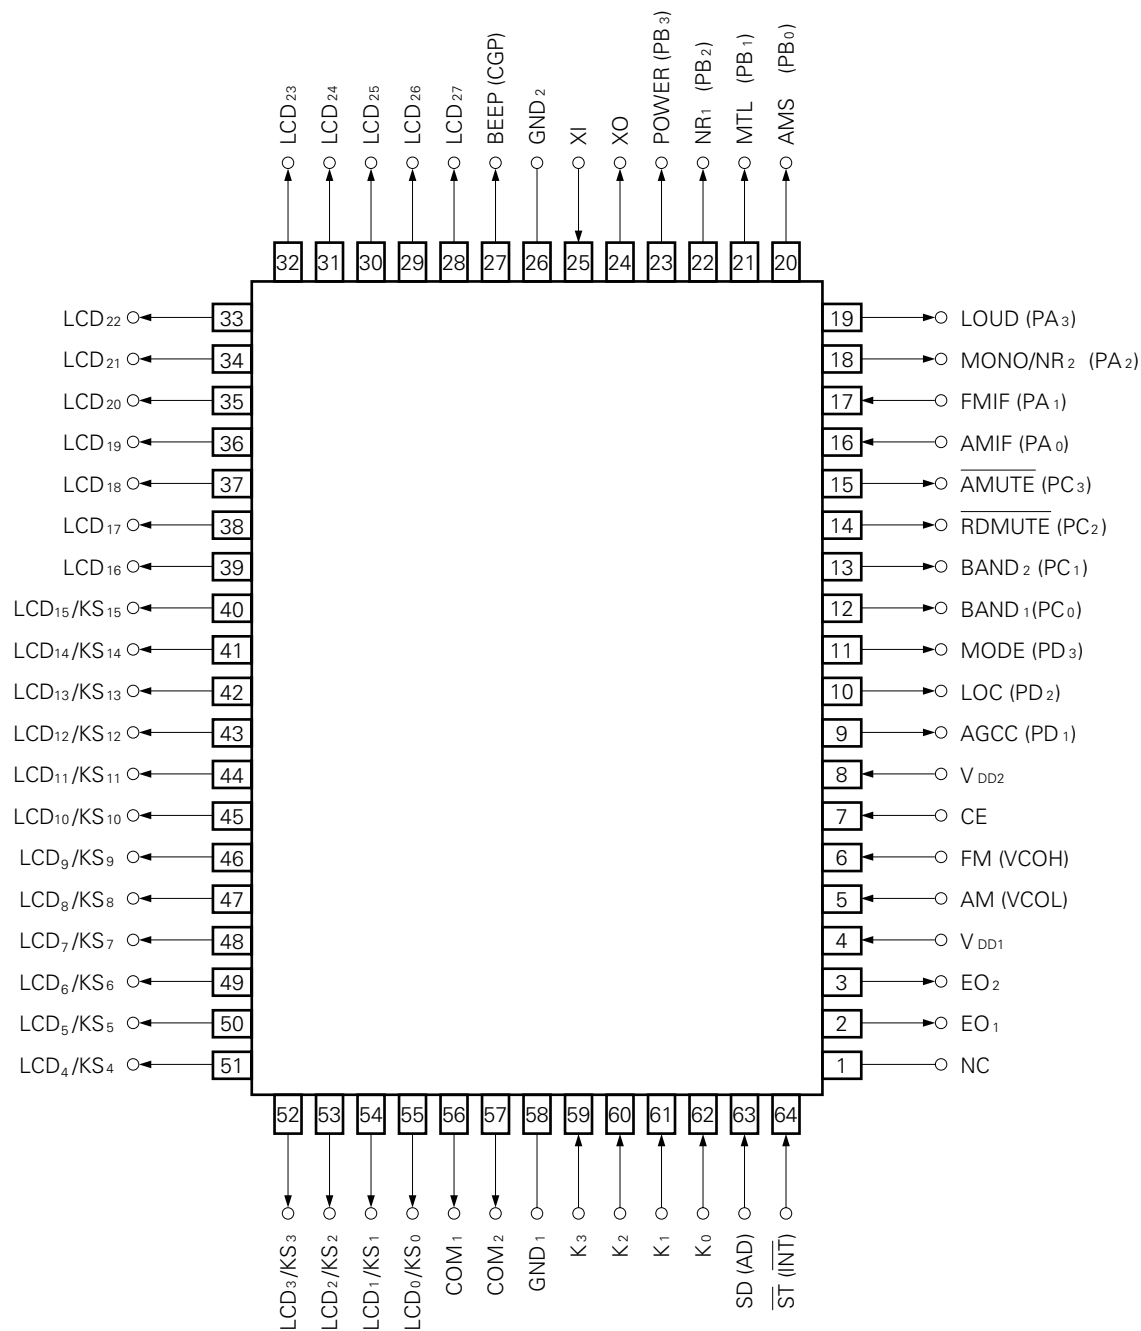 LCD₂₃
LCD₂₄
LCD₂₅
LCD₂₆
LCD₂₇
BEEP (CGP)
GND₂
XI
XO
POWER (PB₃)
NR₁ (PB₂)
MTL (PB₁)
AMS (PB₀)
32 31 30 29 28 27 26 25 24 23 22 21 20
LCD₂₂ 33
LCD₂₁ 34
LCD₂₀ 35
LCD₁₉ 36
LCD₁₈ 37
LCD₁₇ 38
LCD₁₆ 39
LCD₁₅/KS₁₅ 40
LCD₁₄/KS₁₄ 41
LCD₁₃/KS₁₃ 42
LCD₁₂/KS₁₂ 43
LCD₁₁/KS₁₁ 44
LCD₁₀/KS₁₀ 45
LCD₉/KS₉ 46
LCD₈/KS₈ 47
LCD₇/KS₇ 48
LCD₆/KS₆ 49
LCD₅/KS₅ 50
LCD₄/KS₄ 51
19 LOUD (PA₃)
18 MONO/NR₂ (PA₂)
17 FMIF (PA₁)
16 AMIF (PA₀)
15 A̅M̅U̅T̅E̅ (PC₃)
14 R̅D̅M̅U̅T̅E̅ (PC₂)
13 BAND₂ (PC₁)
12 BAND₁(PC₀)
11 MODE (PD₃)
10 LOC (PD₂)
9 AGCC (PD₁)
8 V DD2
7 CE
6 FM (VCOH)
5 AM (VCOL)
4 V DD1
3 EO₂
2 EO₁
1 NC
52 53 54 55 56 57 58 59 60 61 62 63 64
LCD₃/KS₃
LCD₂/KS₂
LCD₁/KS₁
LCD₀/KS₀
COM₁
COM₂
GND₁
K₃
K₂
K₁
K₀
SD (AD)
S̅T̅ (I̅N̅T̅)